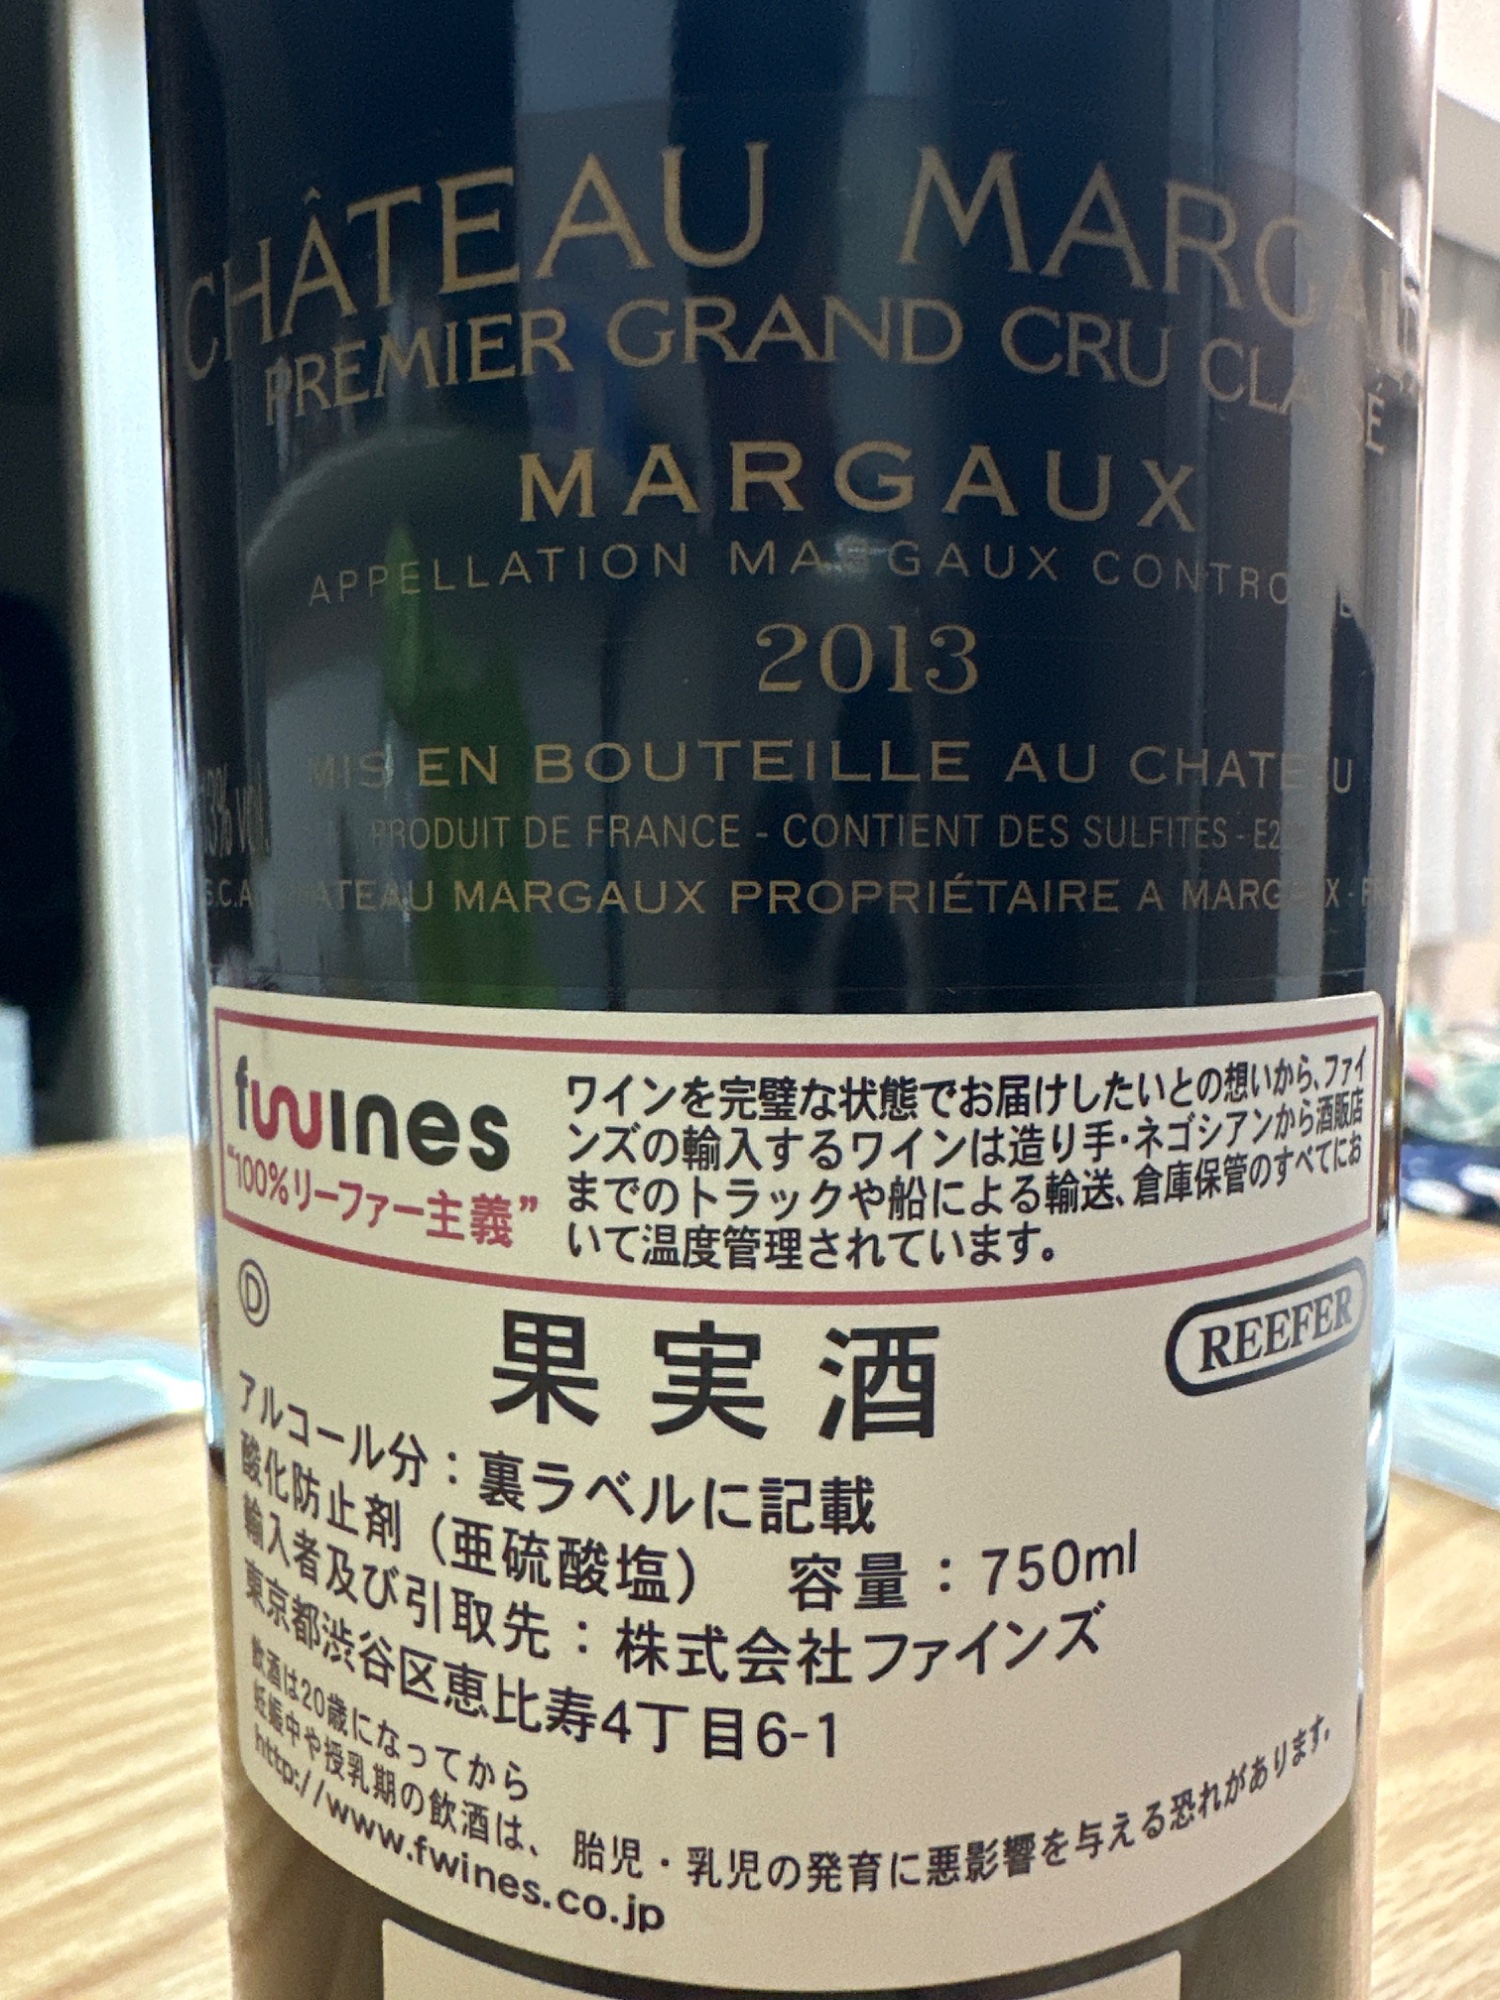 CHÂTEAU MARGAUX
PREMIER GRAND CRU CLASSÉ
MARGAUX
APPELLATION MARGAUX CONTROLÉE
2013
MIS EN BOUTEILLE AU CHATEAU
13% VOL.
PRODUIT DE FRANCE - CONTIENT DES SULFITES -
S.C.A. CHATEAU MARGAUX PROPRIÉTAIRE A MARGAUX -
fwines
"100%リーファー主義"
ワインを完璧な状態でお届けしたいとの想いから、ファイ
ンズの輸入するワインは造り手・ネゴシアンから酒販店
までのトラックや船による輸送、倉庫保管のすべてにお
いて温度管理されています。
Ⓓ
果実酒
REEFER
アルコール分：裏ラベルに記載
酸化防止剤（亜硫酸塩） 容量：750ml
輸入者及び引取先：株式会社ファインズ
東京都渋谷区恵比寿4丁目6-1
飲酒は20歳になってから
妊娠中や授乳期の飲酒は、胎児・乳児の発育に悪影響を与える恐れがあります。
http://www.fwines.co.jp